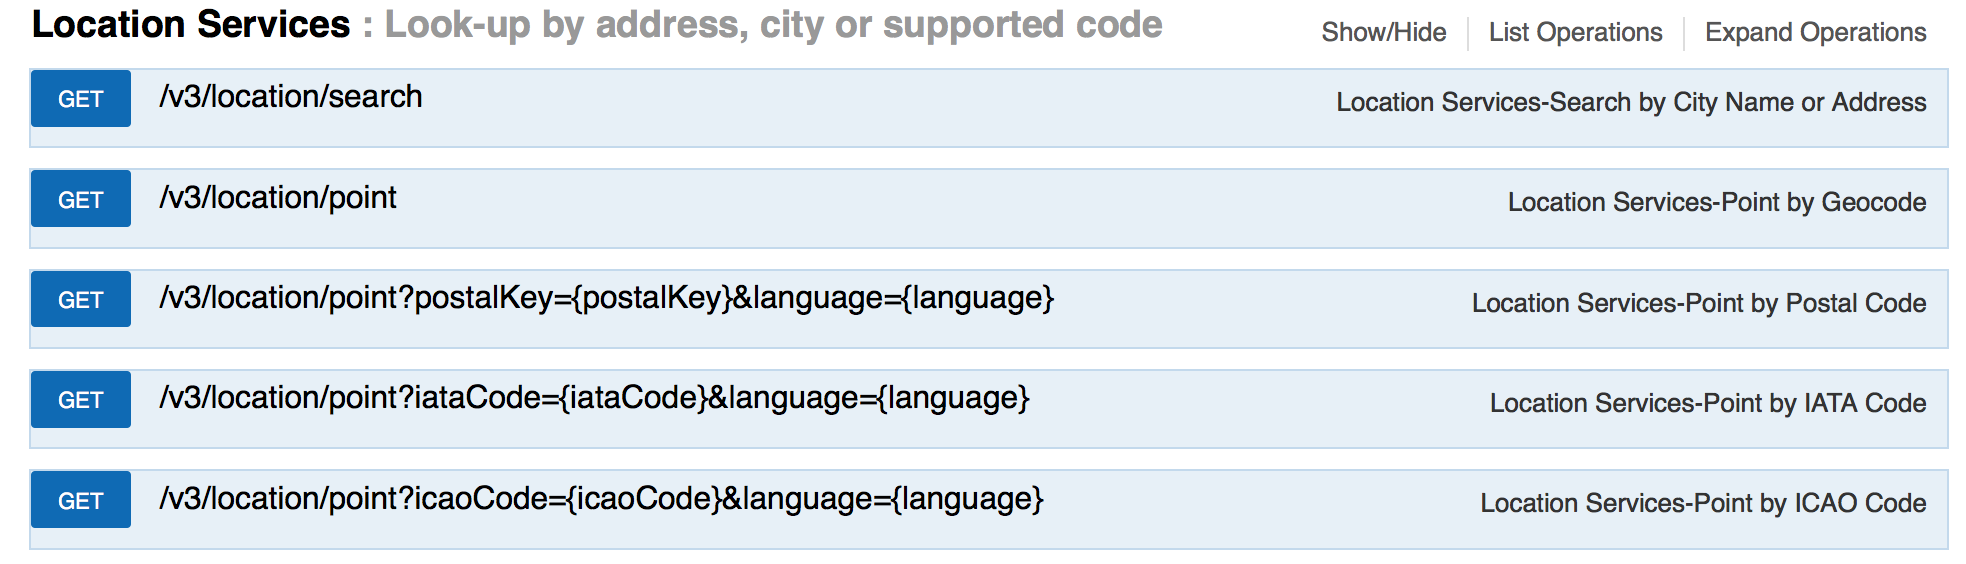 Location Services : Look-up by address, city or supported code
Show/Hide List Operations Expand Operations
GET /v3/location/search Location Services-Search by City Name or Address
GET /v3/location/point Location Services-Point by Geocode
GET /v3/location/point?postalKey={postalKey}&language={language} Location Services-Point by Postal Code
GET /v3/location/point?iataCode={iataCode}&language={language} Location Services-Point by IATA Code
GET /v3/location/point?icaoCode={icaoCode}&language={language} Location Services-Point by ICAO Code